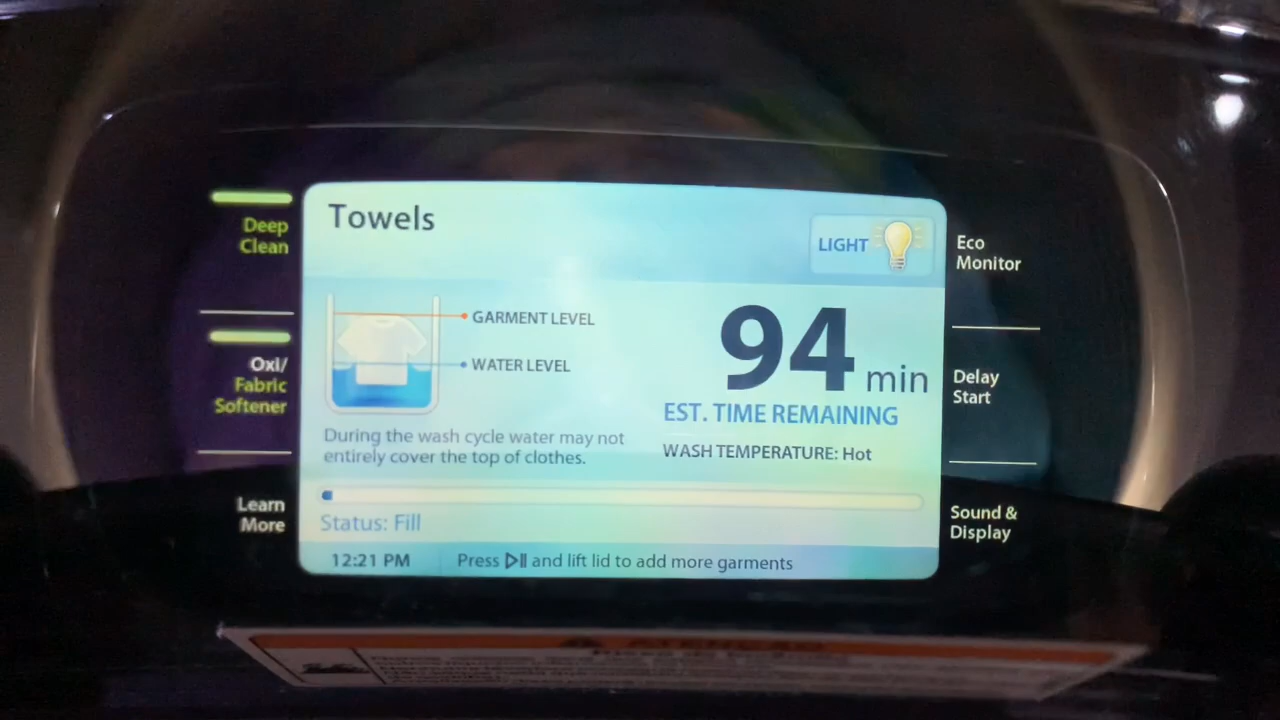 Towels
LIGHT
Deep
Clean
Oxi/
Fabric
Softener
Learn
More
Eco
Monitor
Delay
Start
Sound &
Display
GARMENT LEVEL
WATER LEVEL
During the wash cycle water may not
entirely cover the top of clothes.
94 min
EST. TIME REMAINING
WASH TEMPERATURE: Hot
Status: Fill
12:21 PM
Press and lift lid to add more garments